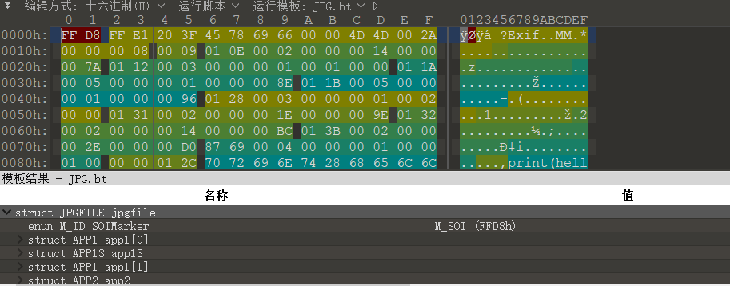 编辑方式: 十六进制(H) 运行脚本 运行模板: JPG.bt
0 1 2 3 4 5 6 7 8 9 A B C D E F 0123456789ABCDEF
0000h: FF D8 FF E1 20 3F 45 78 69 66 00 00 4D 4D 00 2A ÿØÿá ?Exif..MM.*
0010h: 00 00 00 08 00 09 01 0E 00 02 00 00 00 14 00 00 ................
0020h: 00 7A 01 12 00 03 00 00 00 01 00 01 00 00 01 1A .z..............
0030h: 00 05 00 00 00 01 00 00 00 8E 01 1B 00 05 00 00 .........Ž......
0040h: 00 01 00 00 00 96 01 28 00 03 00 00 00 01 00 02 .....–.(........
0050h: 00 00 01 31 00 02 00 00 00 1E 00 00 00 9E 01 32 ...1.........ž.2
0060h: 00 02 00 00 00 14 00 00 00 BC 01 3B 00 02 00 00 .........¼.;....
0070h: 00 2E 00 00 00 D0 87 69 00 04 00 00 00 01 00 00 .....Ð‡i........
0080h: 01 00 00 00 01 2C 70 72 69 6E 74 28 68 65 6C 6C .....,print(hell
模板结果 - JPG.bt
名称 值
struct JPGFILE jpgfile
enum M_ID SOIMarker M_SOI (FFD8h)
struct APP1 app1[0]
struct APP13 app13
struct APP1 app1[1]
struct APP2 app2